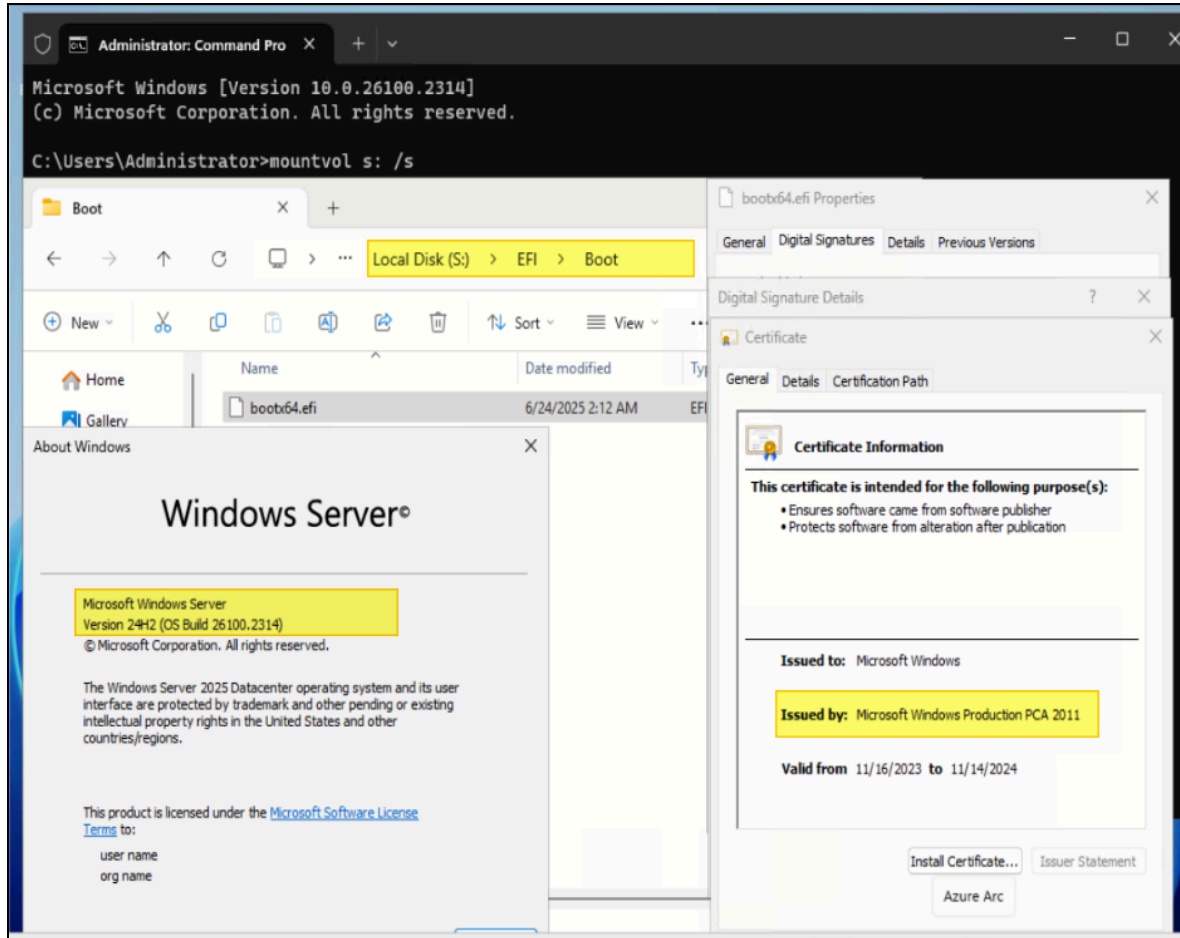 Administrator: Command Pro
Microsoft Windows [Version 10.0.26100.2314]
(c) Microsoft Corporation. All rights reserved.
C:\Users\Administrator>mountvol s: /s
Boot
Local Disk (S:) > EFI > Boot
New
Sort
View
Home
Gallery
Name
Date modified
bootx64.efi
6/24/2025 2:12 AM
About Windows
Windows Server©
Microsoft Windows Server
Version 24H2 (OS Build 26100.2314)
© Microsoft Corporation. All rights reserved.
The Windows Server 2025 Datacenter operating system and its user
interface are protected by trademark and other pending or existing
intellectual property rights in the United States and other
countries/regions.
This product is licensed under the Microsoft Software License
Terms to:
user name
org name
bootx64.efi Properties
General Digital Signatures Details Previous Versions
Digital Signature Details
Certificate
General Details Certification Path
Certificate Information
This certificate is intended for the following purpose(s):
• Ensures software came from software publisher
• Protects software from alteration after publication
Issued to: Microsoft Windows
Issued by: Microsoft Windows Production PCA 2011
Valid from 11/16/2023 to 11/14/2024
Install Certificate...
Issuer Statement
Azure Arc